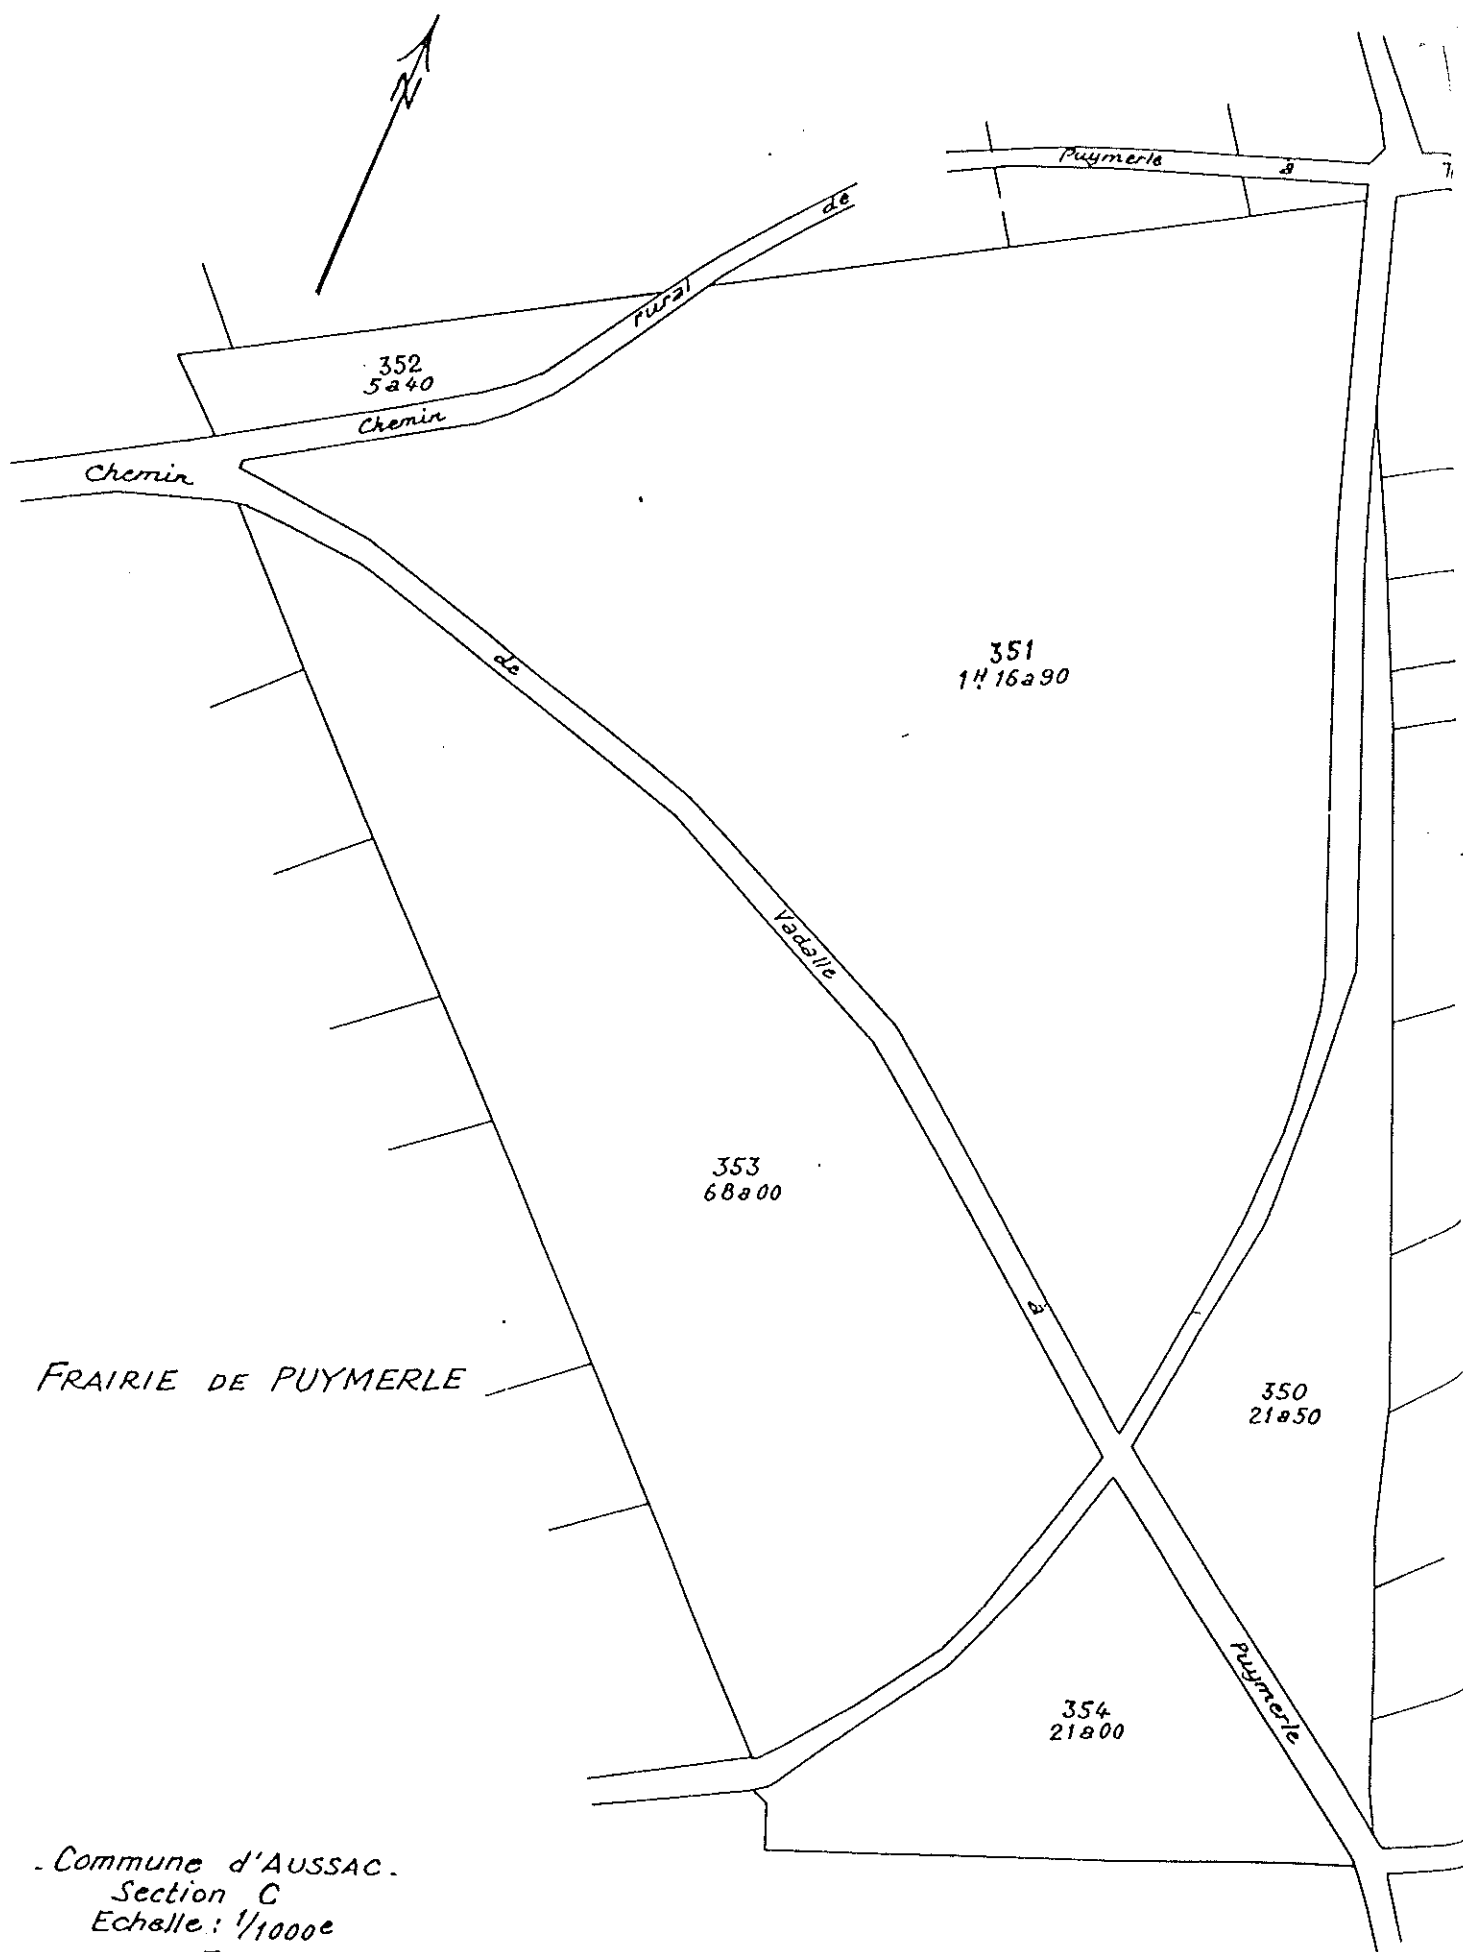 N
Puymerle à
Chemin rural de
352
5a40
Chemin de Vadalle à Puymerle
351
1H 16a90
353
68a00
FRAIRIE DE PUYMERLE
350
21a50
354
21a00
- Commune d'AUSSAC -
Section C
Echelle : 1/1000e